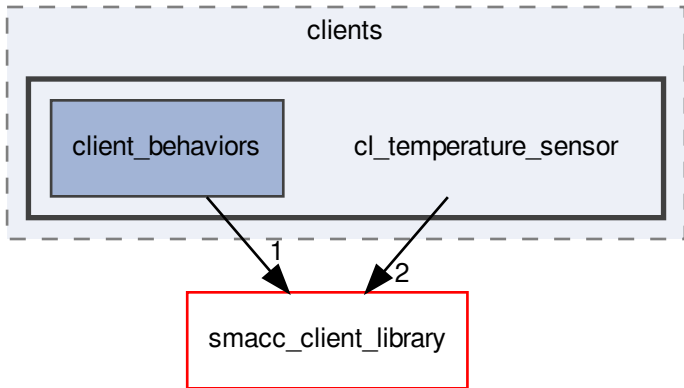 clients
client_behaviors
cl_temperature_sensor
1
2
smacc_client_library